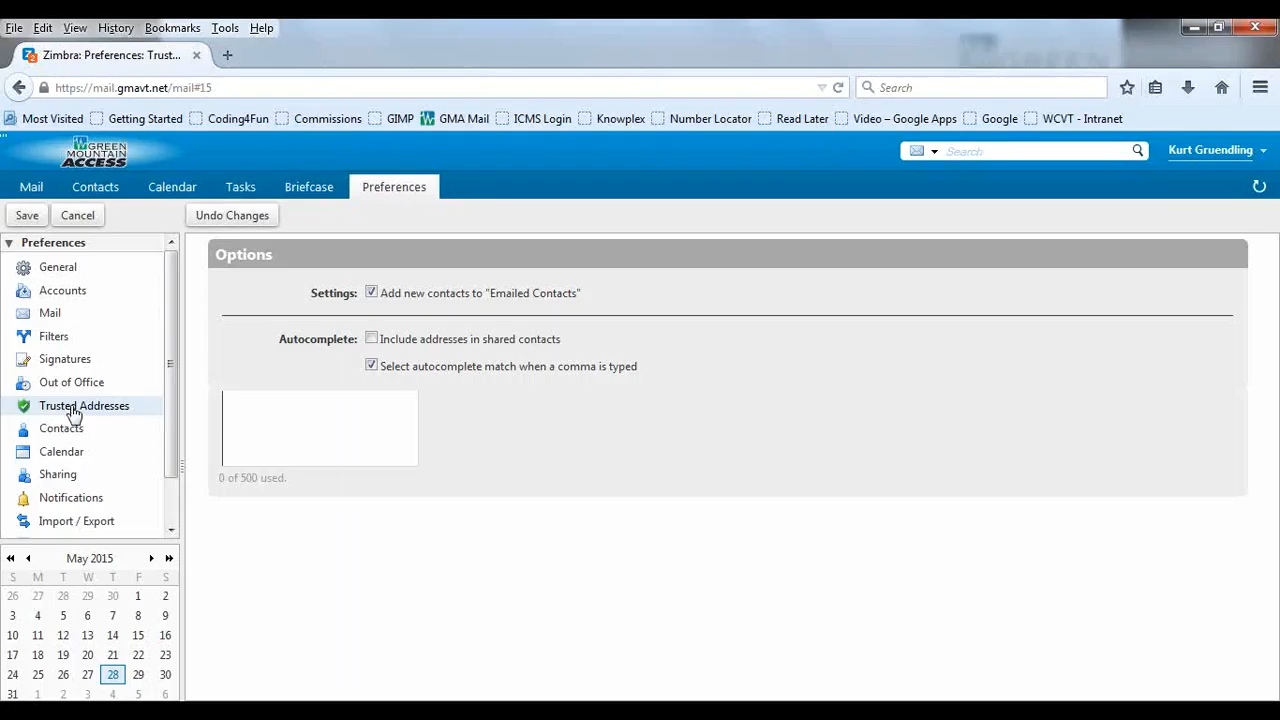 File Edit View History Bookmarks Tools Help
Zimbra: Preferences: Trust...
https://mail.gmavt.net/mail#15
Search
Most Visited Getting Started Coding4Fun Commissions GIMP GMA Mail ICMS Login Knowplex Number Locator Read Later Video – Google Apps Google WCVT - Intranet
GREEN MOUNTAIN ACCESS
Search
Kurt Gruendling
Mail Contacts Calendar Tasks Briefcase Preferences
Save Cancel Undo Changes
Preferences
General
Accounts
Mail
Filters
Signatures
Out of Office
Trusted Addresses
Contacts
Calendar
Sharing
Notifications
Import / Export
Options
Settings: Add new contacts to "Emailed Contacts"
Autocomplete: Include addresses in shared contacts
Select autocomplete match when a comma is typed
0 of 500 used.
May 2015
S M T W T F S
26 27 28 29 30 1 2
3 4 5 6 7 8 9
10 11 12 13 14 15 16
17 18 19 20 21 22 23
24 25 26 27 28 29 30
31 1 2 3 4 5 6